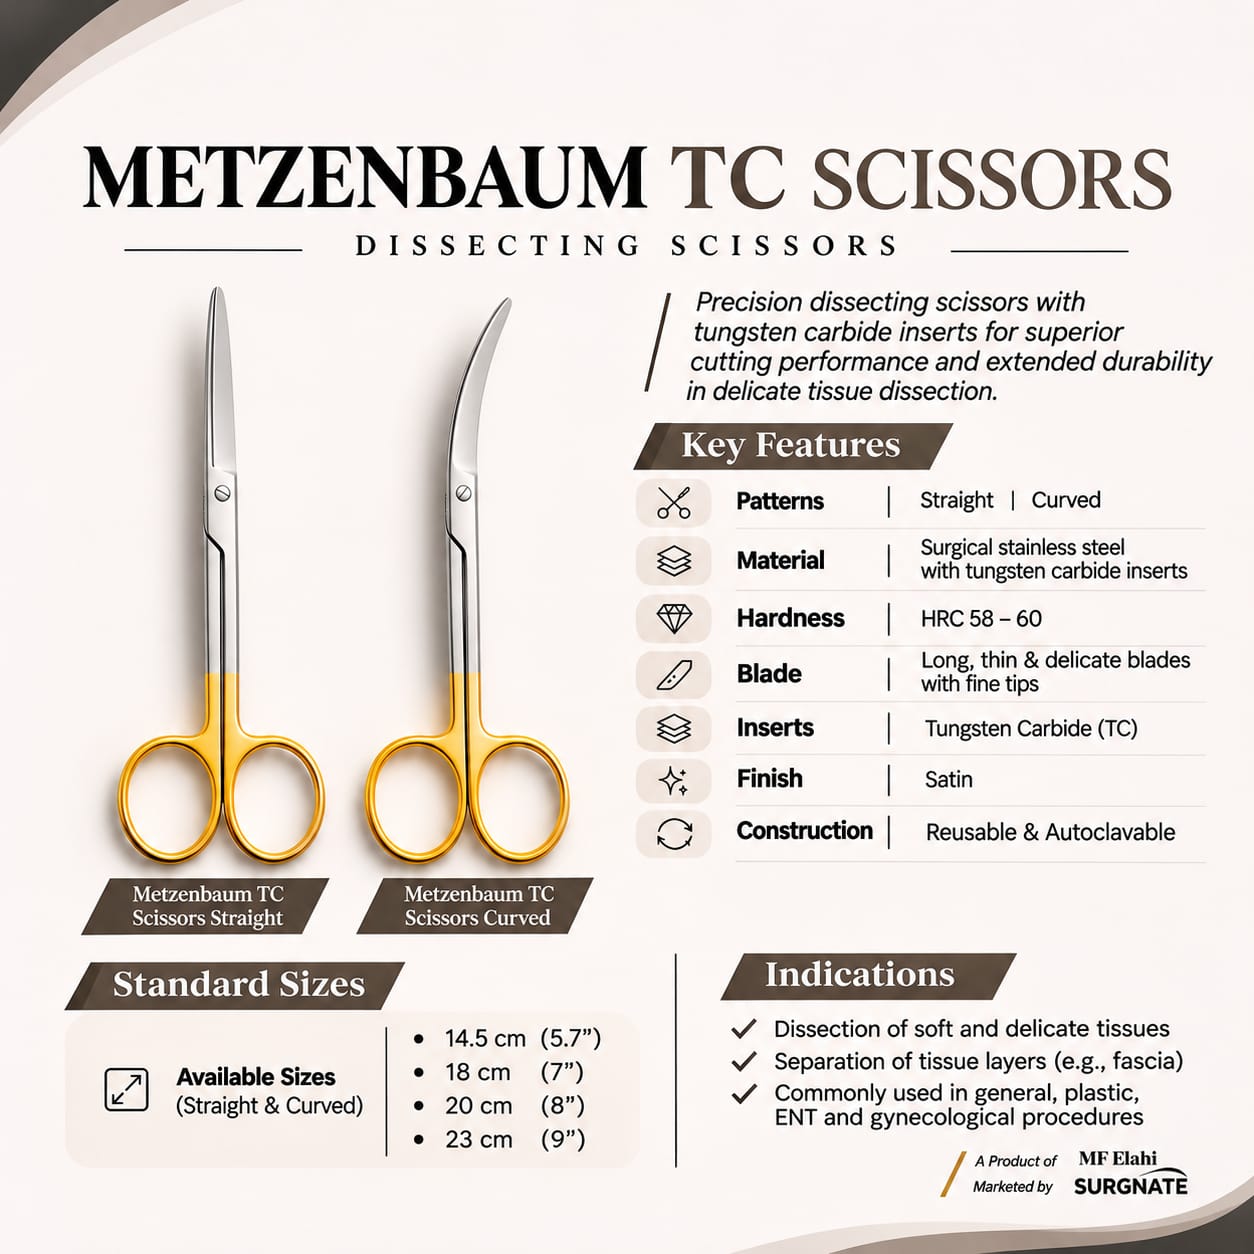 METZENBAUM TC SCISSORS
DISSECTING SCISSORS
Precision dissecting scissors with
tungsten carbide inserts for superior
cutting performance and extended durability
in delicate tissue dissection.
Key Features
Patterns | Straight | Curved
Material | Surgical stainless steel
with tungsten carbide inserts
Hardness | HRC 58 – 60
Blade | Long, thin & delicate blades
with fine tips
Inserts | Tungsten Carbide (TC)
Finish | Satin
Construction | Reusable & Autoclavable
Metzenbaum TC
Scissors Straight
Metzenbaum TC
Scissors Curved
Standard Sizes
Available Sizes
(Straight & Curved)
• 14.5 cm (5.7”)
• 18 cm (7”)
• 20 cm (8”)
• 23 cm (9”)
Indications
✓ Dissection of soft and delicate tissues
✓ Separation of tissue layers (e.g., fascia)
✓ Commonly used in general, plastic,
ENT and gynecological procedures
A Product of MF Elahi
Marketed by SURGNATE